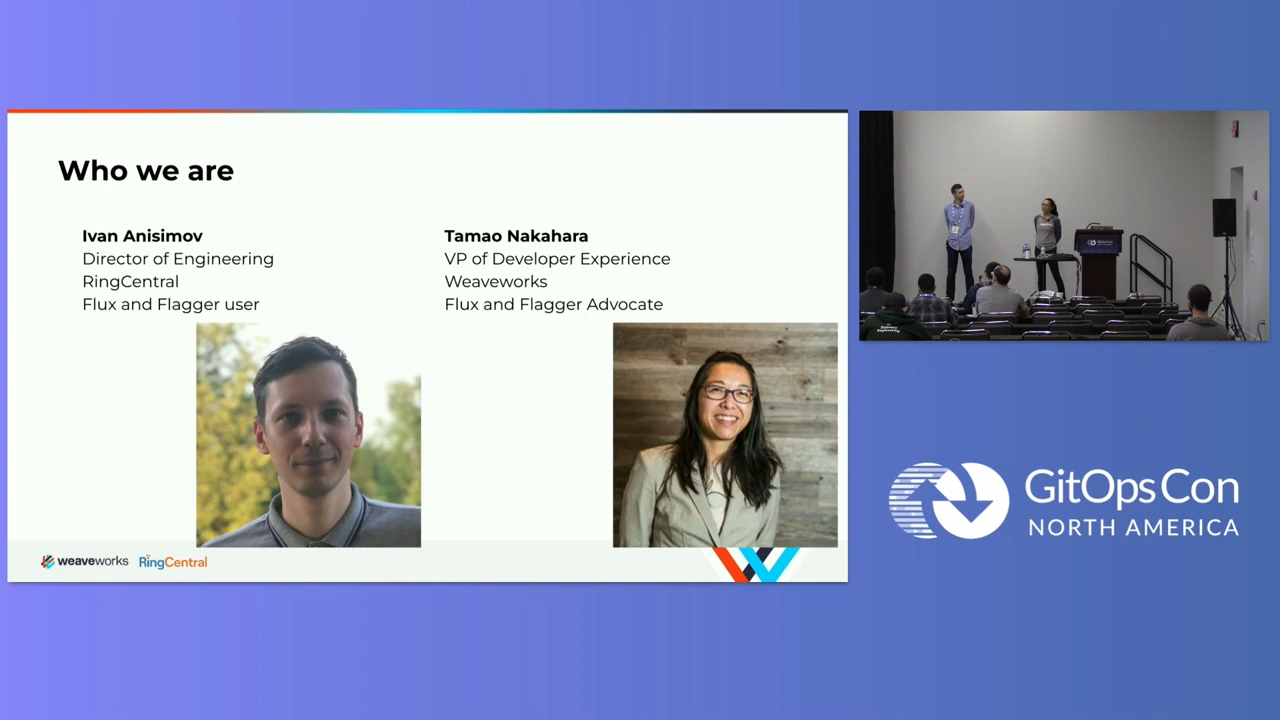 Who we are
Ivan Anisimov
Director of Engineering
RingCentral
Flux and Flagger user
Tamao Nakahara
VP of Developer Experience
Weaveworks
Flux and Flagger Advocate
weaveworks
RingCentral
GitOpsCon
NORTH AMERICA